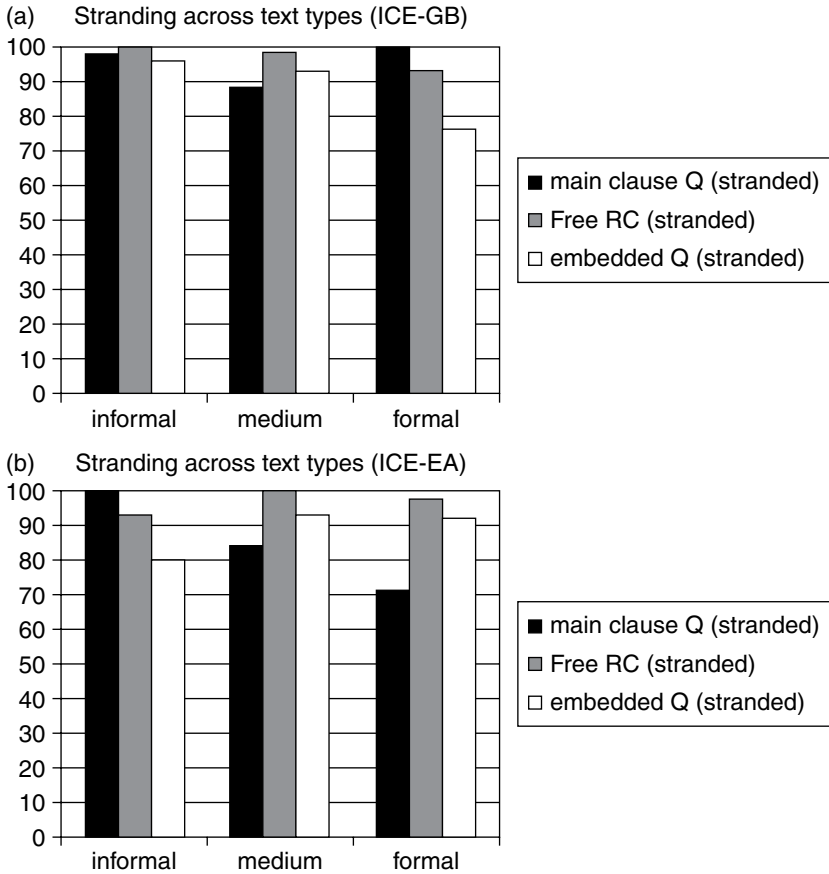 (a) Stranding across text types (ICE-GB)
100
90
80
70
60
50
40
30
20
10
0
informal medium formal
main clause Q (stranded)
Free RC (stranded)
embedded Q (stranded)
(b) Stranding across text types (ICE-EA)
100
90
80
70
60
50
40
30
20
10
0
informal medium formal
main clause Q (stranded)
Free RC (stranded)
embedded Q (stranded)